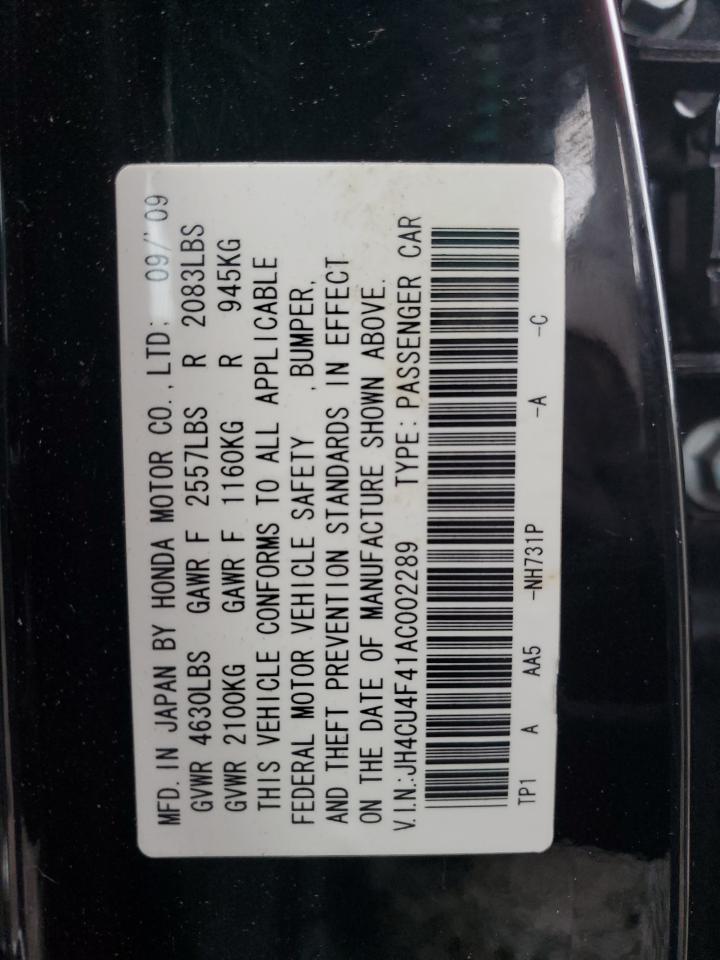 MFD. IN JAPAN BY HONDA MOTOR CO., LTD: 09/'09
GVWR 4630LBS GAWR F 2557LBS R 2083LBS
GVWR 2100KG GAWR F 1160KG R 945KG
THIS VEHICLE CONFORMS TO ALL APPLICABLE
FEDERAL MOTOR VEHICLE SAFETY , BUMPER,
AND THEFT PREVENTION STANDARDS IN EFFECT
ON THE DATE OF MANUFACTURE SHOWN ABOVE.
V.I.N.:JH4CU4F41AC002289 TYPE: PASSENGER CAR
TP1 A AA5 -NH731P -A -C